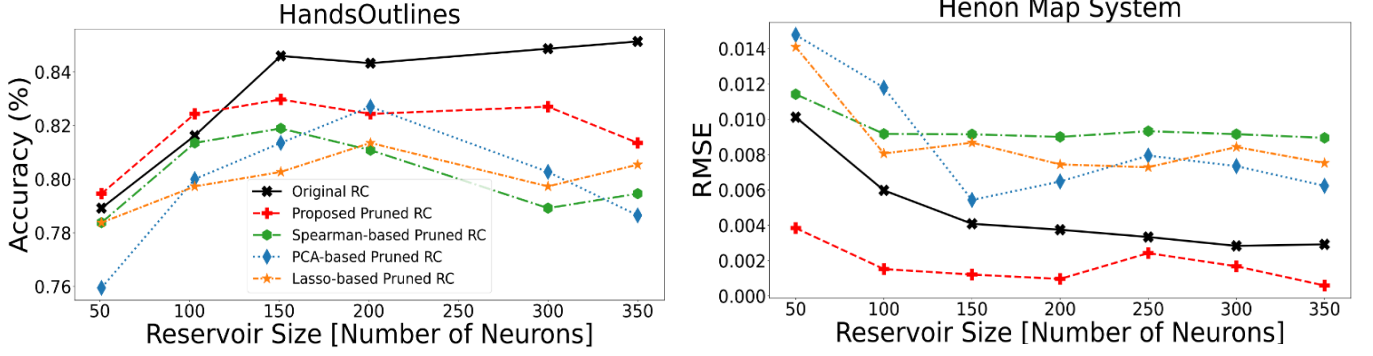 HandsOutlines
Accuracy (%)
0.84
0.82
0.80
0.78
0.76
Original RC
Proposed Pruned RC
Spearman-based Pruned RC
PCA-based Pruned RC
Lasso-based Pruned RC
50 100 150 200 250 300 350
Reservoir Size [Number of Neurons]
Henon Map System
RMSE
0.014
0.012
0.010
0.008
0.006
0.004
0.002
0.000
50 100 150 200 250 300 350
Reservoir Size [Number of Neurons]